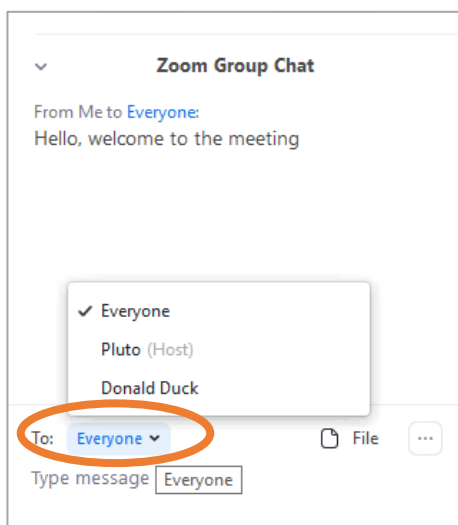 Zoom Group Chat
From Me to Everyone:
Hello, welcome to the meeting
Everyone
Pluto (Host)
Donald Duck
To: Everyone File ...
Type message Everyone